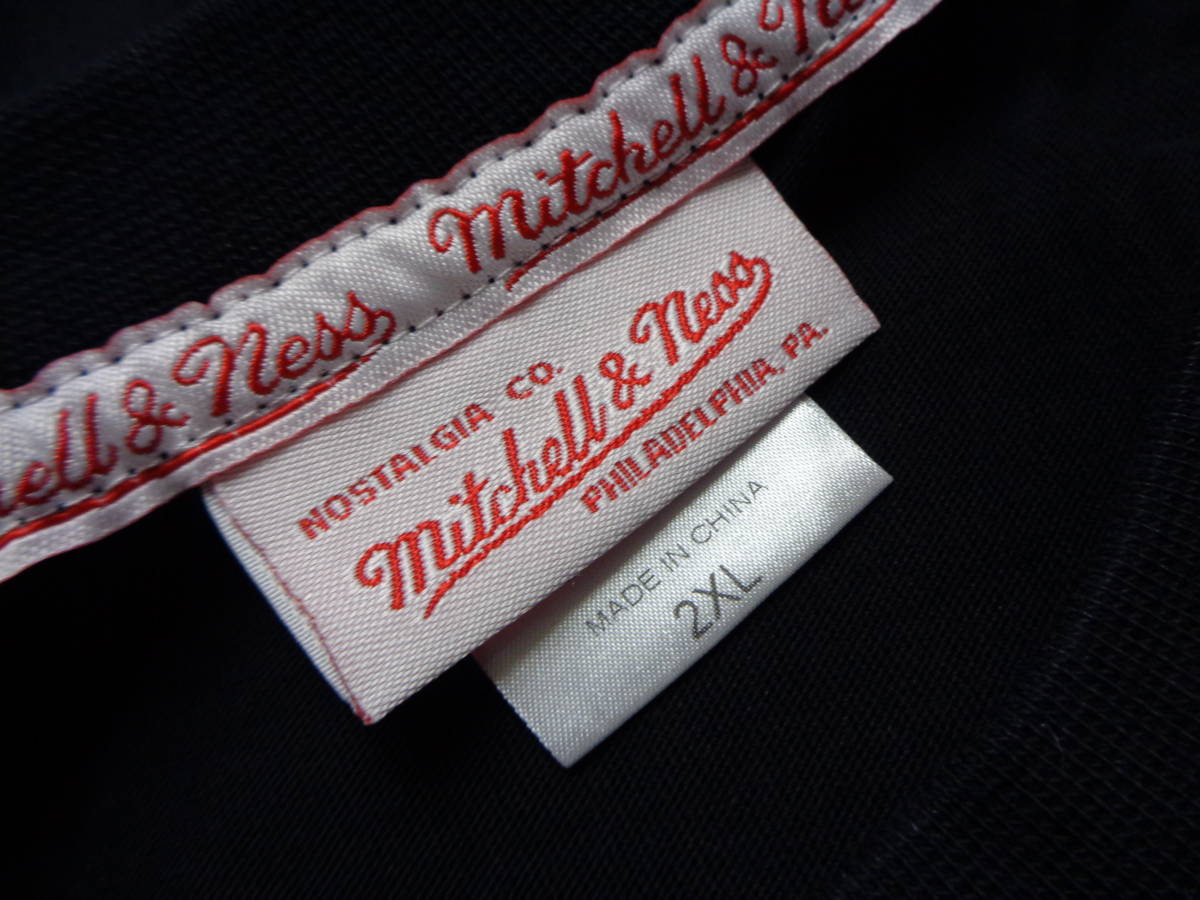 Mitchell & Ness
Mitchell & Ness
NOSTALGIA CO.
Mitchell & Ness
PHILADELPHIA, PA.
MADE IN CHINA
2XL